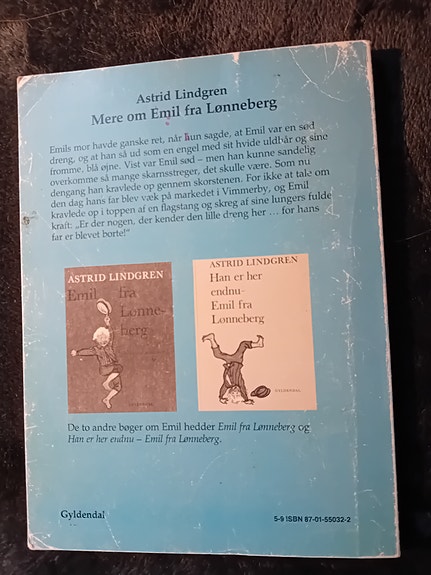 Astrid Lindgren
Mere om Emil fra Lønneberg
Emils mor havde ganske ret, når hun sagde, at Emil var en sød
dreng, og at han så ud som en engel med sit hvide uldhår og sine
fromme, blå øjne. Vist var Emil sød – men han kunne sandelig
overkomme så mange skarnsstreger, det skulle være. Som nu
dengang han kravlede op gennem skorstenen. For ikke at tale om
den dag hans far blev væk på markedet i Vimmerby, og Emil
kravlede op i toppen af en flagstang og skreg af sine lungers fulde
kraft: „Er der nogen, der kender den lille dreng her ... for hans
far er blevet borte!“
ASTRID LINDGREN
Emil fra
Lønne-
berg
GYLDENDAL
ASTRID LINDGREN
Han er her
endnu-
Emil fra
Lønneberg
GYLDENDAL
De to andre bøger om Emil hedder Emil fra Lønneberg og
Han er her endnu – Emil fra Lønneberg.
Gyldendal
5-9 ISBN 87-01-55032-2